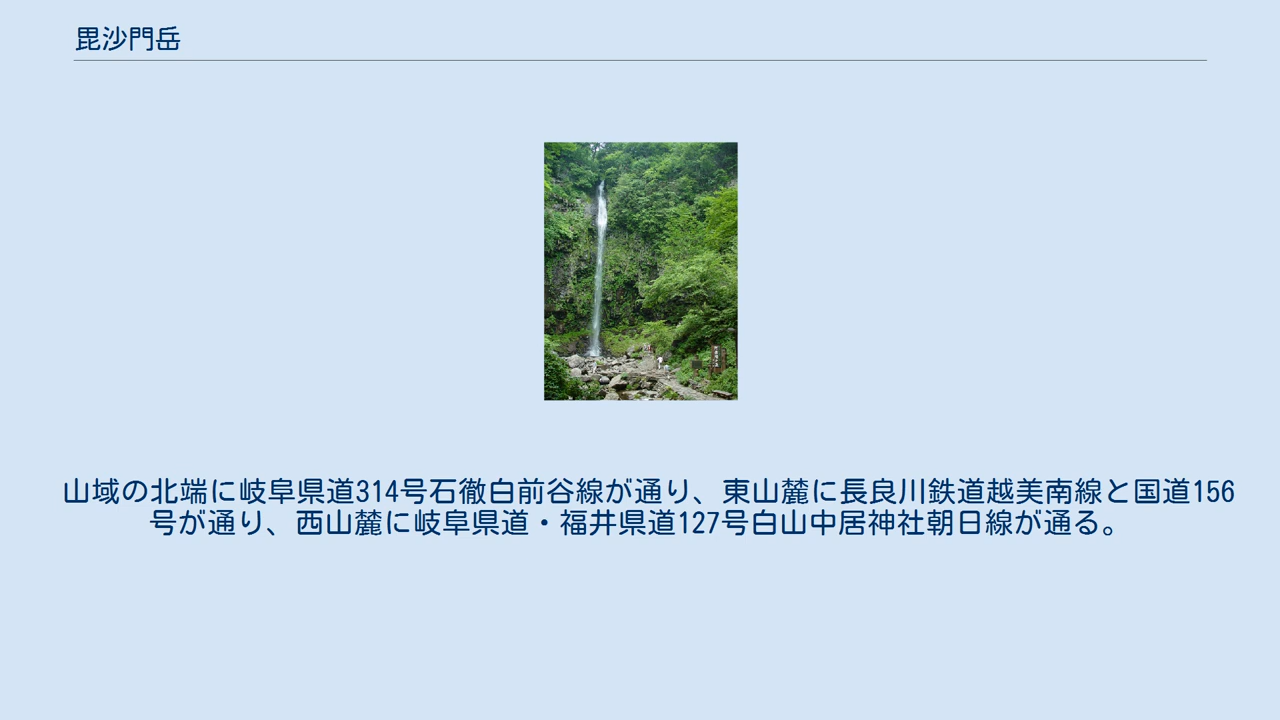 毘沙門岳
山域の北端に岐阜県道314号石徹白前谷線が通り、東山麓に長良川鉄道越美南線と国道156
号が通り、西山麓に岐阜県道・福井県道127号白山中居神社朝日線が通る。